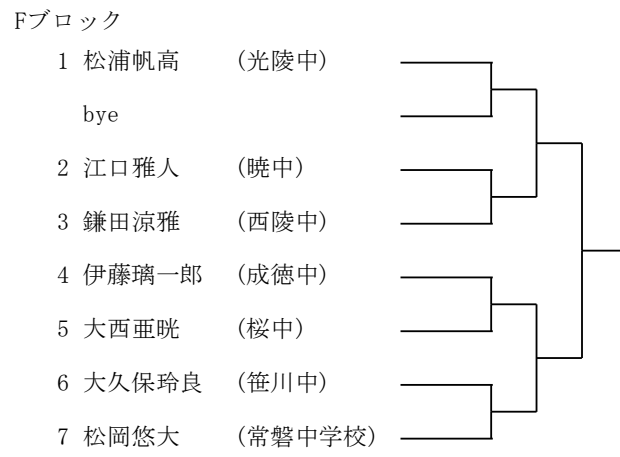 Fブロック
1 松浦帆高 (光陵中)
bye
2 江口雅人 (暁中)
3 鎌田涼雅 (西陵中)
4 伊藤璃一郎 (成徳中)
5 大西亜晄 (桜中)
6 大久保玲良 (笹川中)
7 松岡悠大 (常磐中学校)